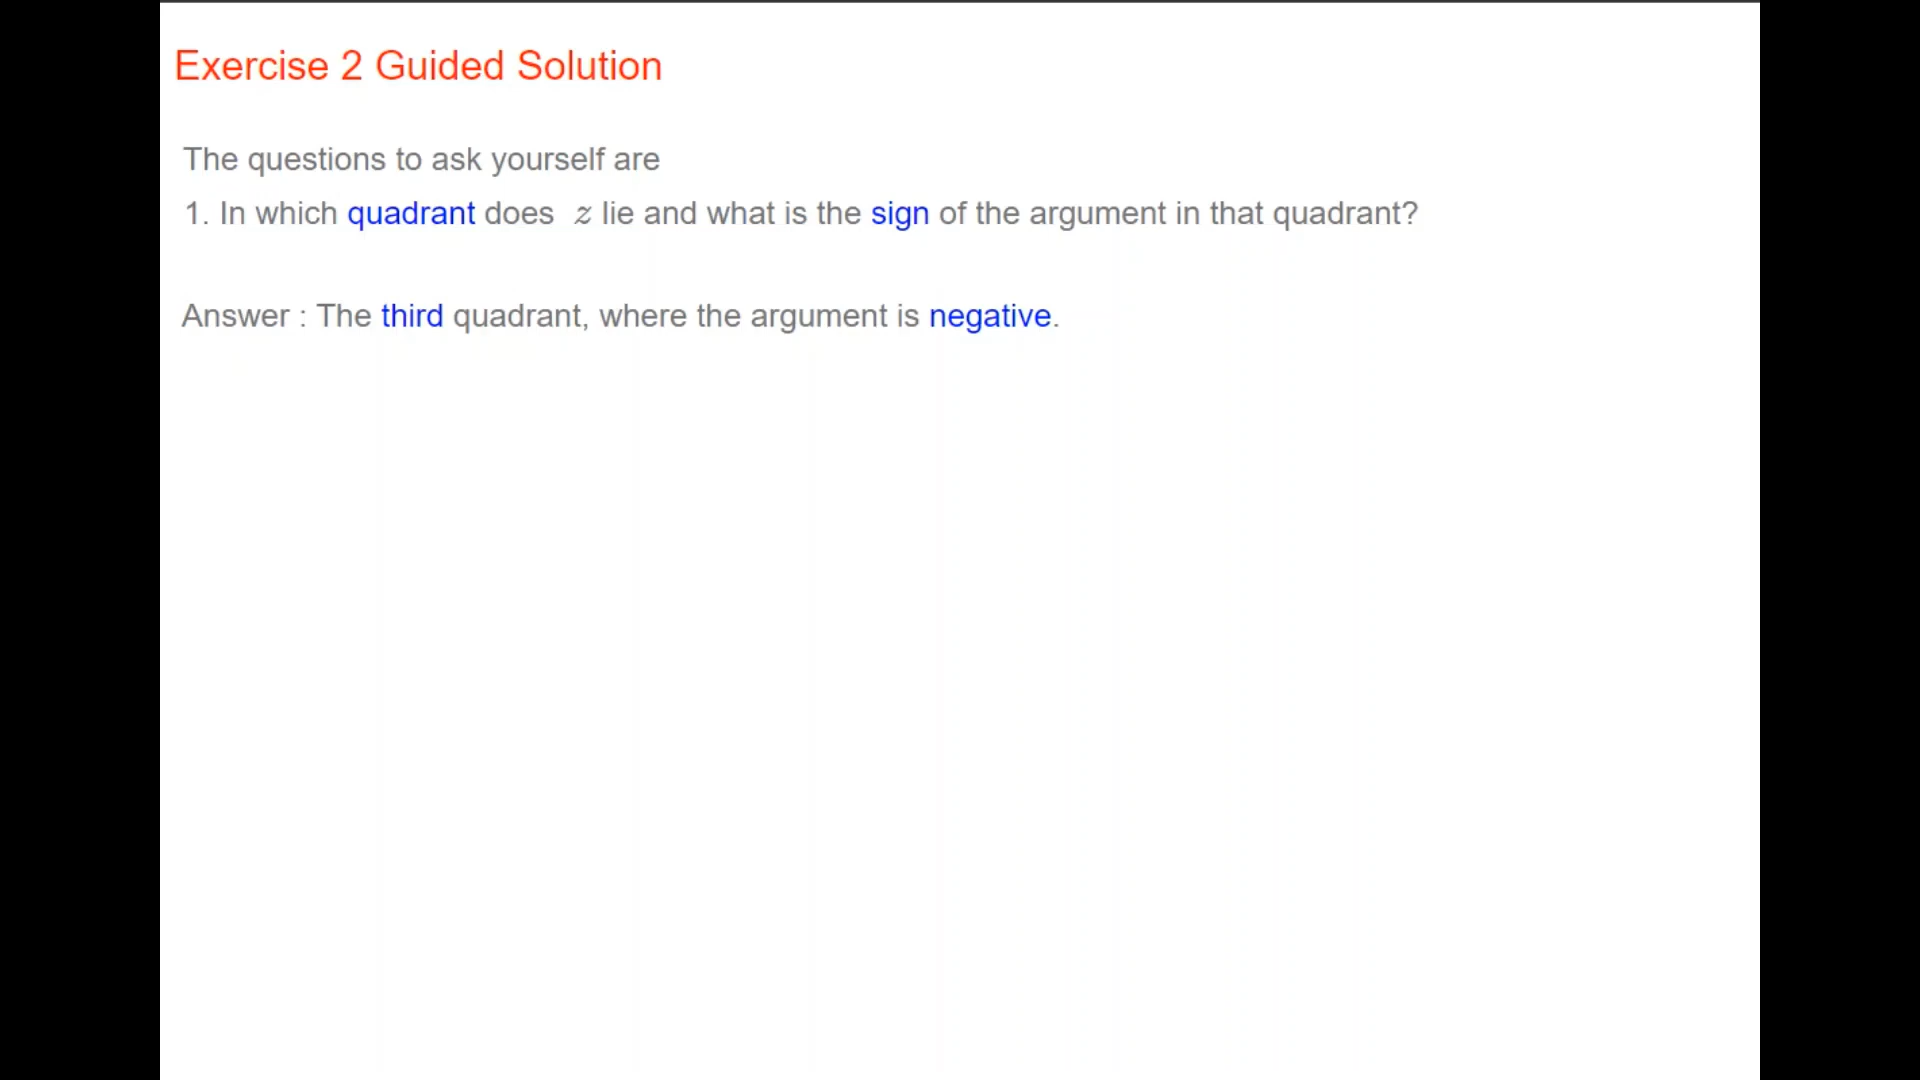 Exercise 2 Guided Solution
The questions to ask yourself are
1. In which quadrant does z lie and what is the sign of the argument in that quadrant?
Answer : The third quadrant, where the argument is negative.